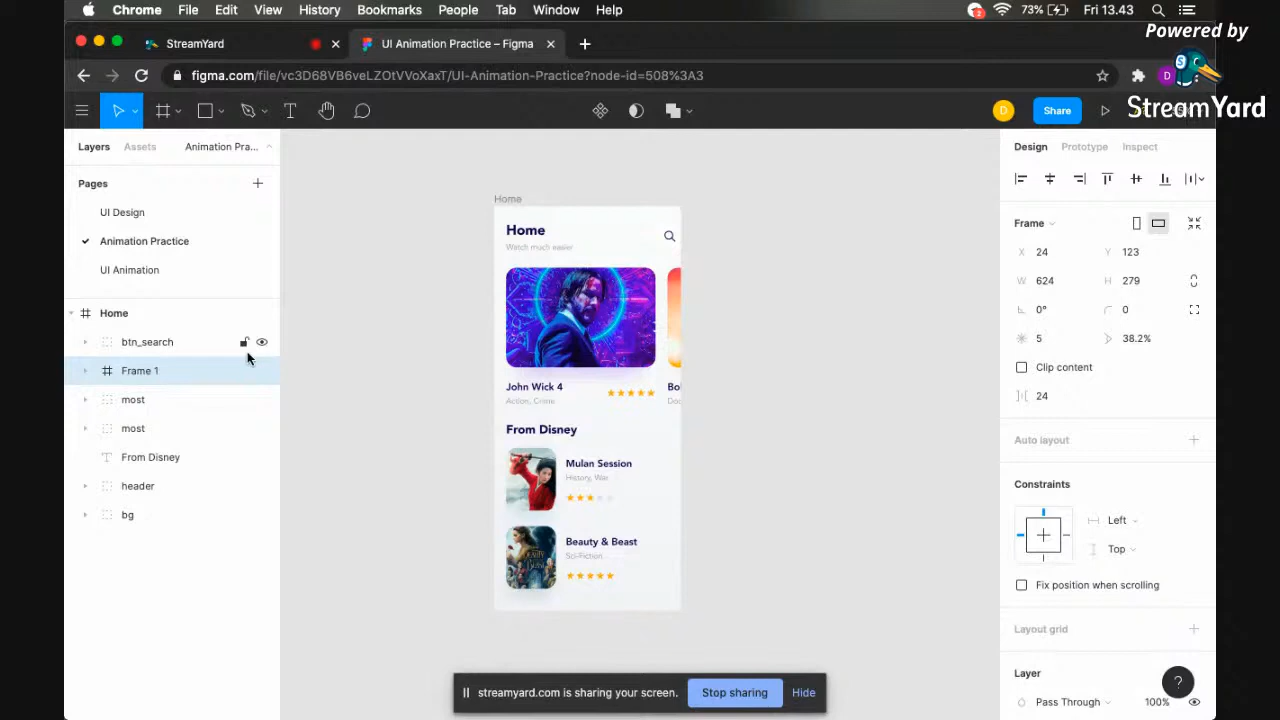 Chrome File Edit View History Bookmarks People Tab Window Help 2 73% Fri 13.43
Powered by
StreamYard
StreamYard
UI Animation Practice – Figma
figma.com/file/vc3D68VB6veLZOtVVoXaxT/UI-Animation-Practice?node-id=508%3A3
D
T D Share
Layers Assets Animation Pra...
Design Prototype Inspect
Pages
UI Design
Animation Practice
UI Animation
Home
btn_search
Frame 1
most
most
From Disney
header
bg
Home
Home
Watch much easier
John Wick 4
Action, Crime
From Disney
Mulan Session
History, War
Beauty & Beast
Sci-Fiction
Frame
X 24 Y 123
W 624 H 279
0° 0
5 38.2%
Clip content
24
Auto layout
Constraints
Left
Top
Fix position when scrolling
Layout grid
Layer
Pass Through 100%
?
streamyard.com is sharing your screen. Stop sharing Hide